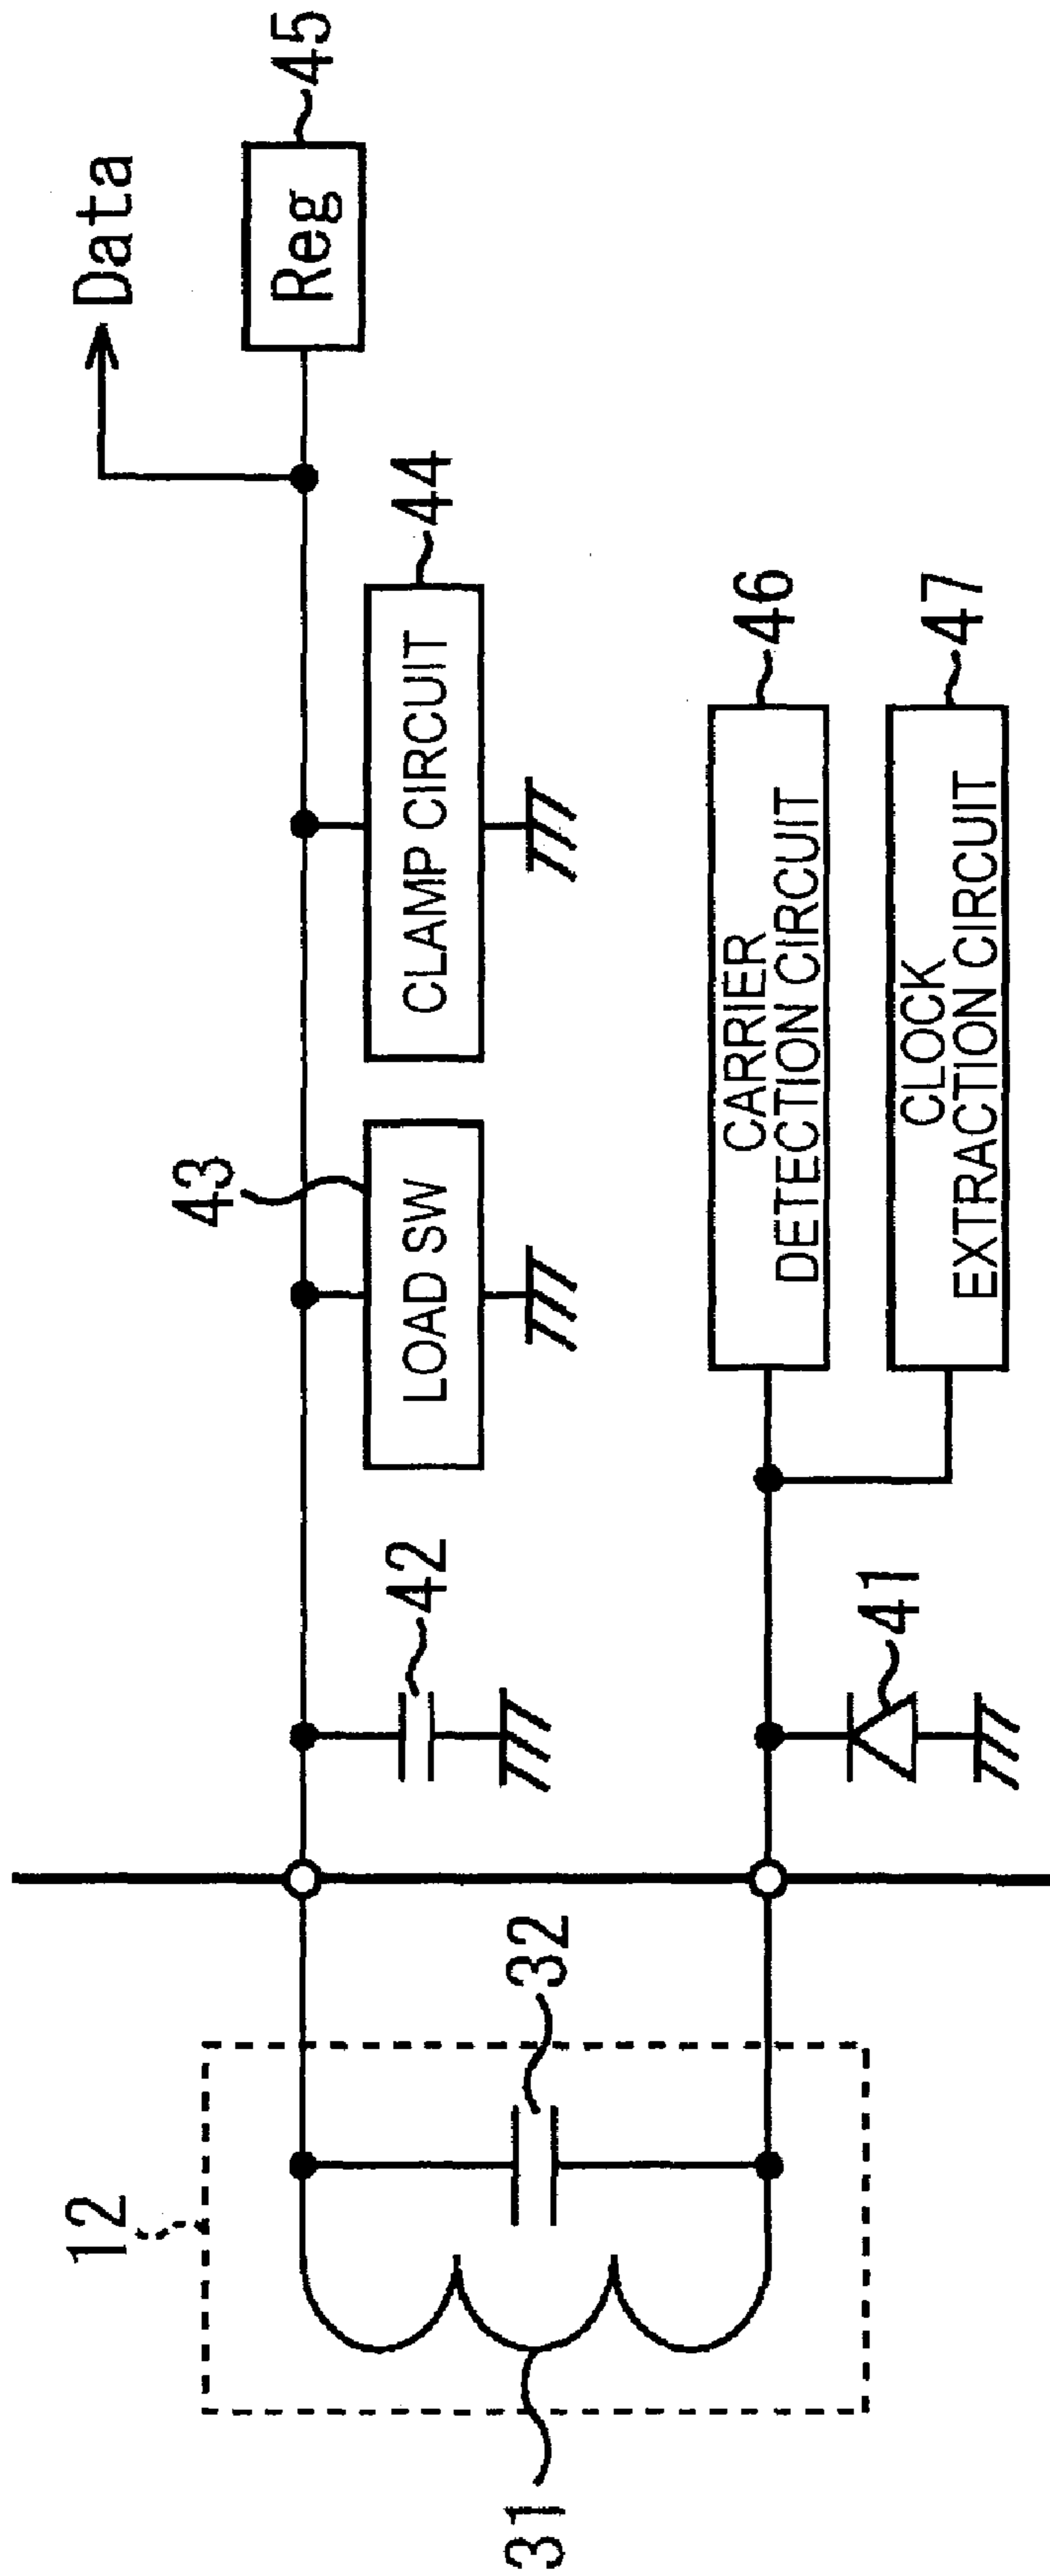 Data
45
Reg
44
CLAMP CIRCUIT
43
LOAD SW
42
12
32
31
46
CARRIER
DETECTION CIRCUIT
47
CLOCK
EXTRACTION CIRCUIT
41